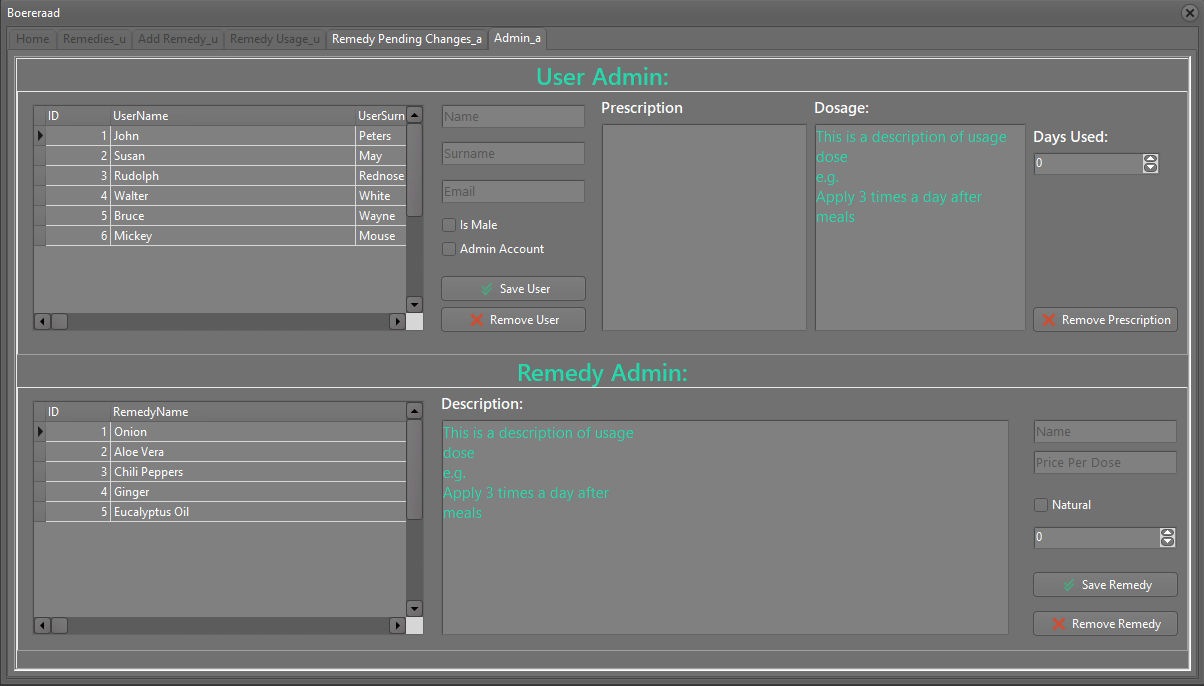 Boereraad
Home Remedies_u Add Remedy_u Remedy Usage_u Remedy Pending Changes_a Admin_a
User Admin:
ID UserName UserSurn
1 John Peters
2 Susan May
3 Rudolph Rednose
4 Walter White
5 Bruce Wayne
6 Mickey Mouse
Name
Surname
Email
Is Male
Admin Account
Save User
Remove User
Prescription
Dosage:
This is a description of usage
dose
e.g.
Apply 3 times a day after
meals
Days Used:
0
Remove Prescription
Remedy Admin:
ID RemedyName
1 Onion
2 Aloe Vera
3 Chili Peppers
4 Ginger
5 Eucalyptus Oil
Description:
This is a description of usage
dose
e.g.
Apply 3 times a day after
meals
Name
Price Per Dose
Natural
0
Save Remedy
Remove Remedy